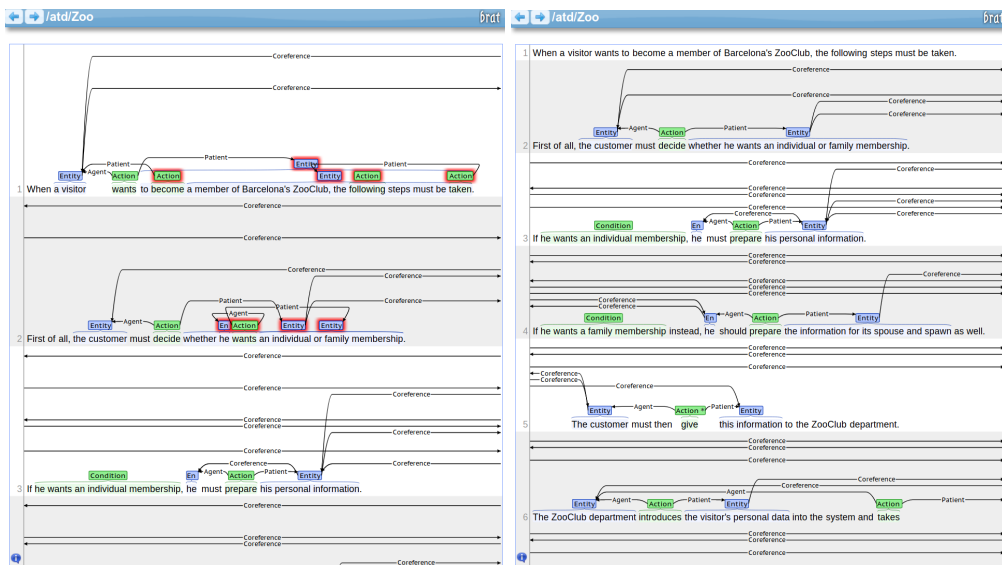 /atd/Zoo brat
Coreference
Coreference
Patient
Entity
Patient Patient
Entity Agent Action Action Entity Action Action
1 When a visitor wants to become a member of Barcelona's ZooClub, the following steps must be taken.
Coreference
Coreference
Coreference
Coreference
Patient Coreference
Patient
Agent
Entity Agent Action En Action Entity Entity
2 First of all, the customer must decide whether he wants an individual or family membership.
Coreference
Coreference
Coreference
Coreference
Coreference
Coreference
Coreference
Coreference Coreference
Condition En Agent Action Patient Entity
3 If he wants an individual membership, he must prepare his personal information.
Coreference
Coreference
Coreference
Coreference
/atd/Zoo brat
1 When a visitor wants to become a member of Barcelona's ZooClub, the following steps must be taken.
Coreference
Coreference
Coreference
Coreference
Entity Agent Action Patient Entity
2 First of all, the customer must decide whether he wants an individual or family membership.
Coreference
Coreference
Coreference
Coreference
Coreference
Coreference
Coreference Coreference
Condition En Agent Action Patient Entity
3 If he wants an individual membership, he must prepare his personal information.
Coreference
Coreference
Coreference
Coreference
Coreference
Coreference
Coreference
Coreference
Condition En Agent Action Patient Entity
4 If he wants a family membership instead, he should prepare the information for its spouse and spawn as well.
Coreference
Coreference
Coreference
Coreference
Coreference
Coreference
Entity Agent Action * Patient Entity
5 The customer must then give this information to the ZooClub department.
Coreference
Coreference
Coreference
Coreference
Coreference
Agent
Entity Agent Action Patient Entity Action Patient
6 The ZooClub department introduces the visitor's personal data into the system and takes
Coreference
Coreference
Coreference